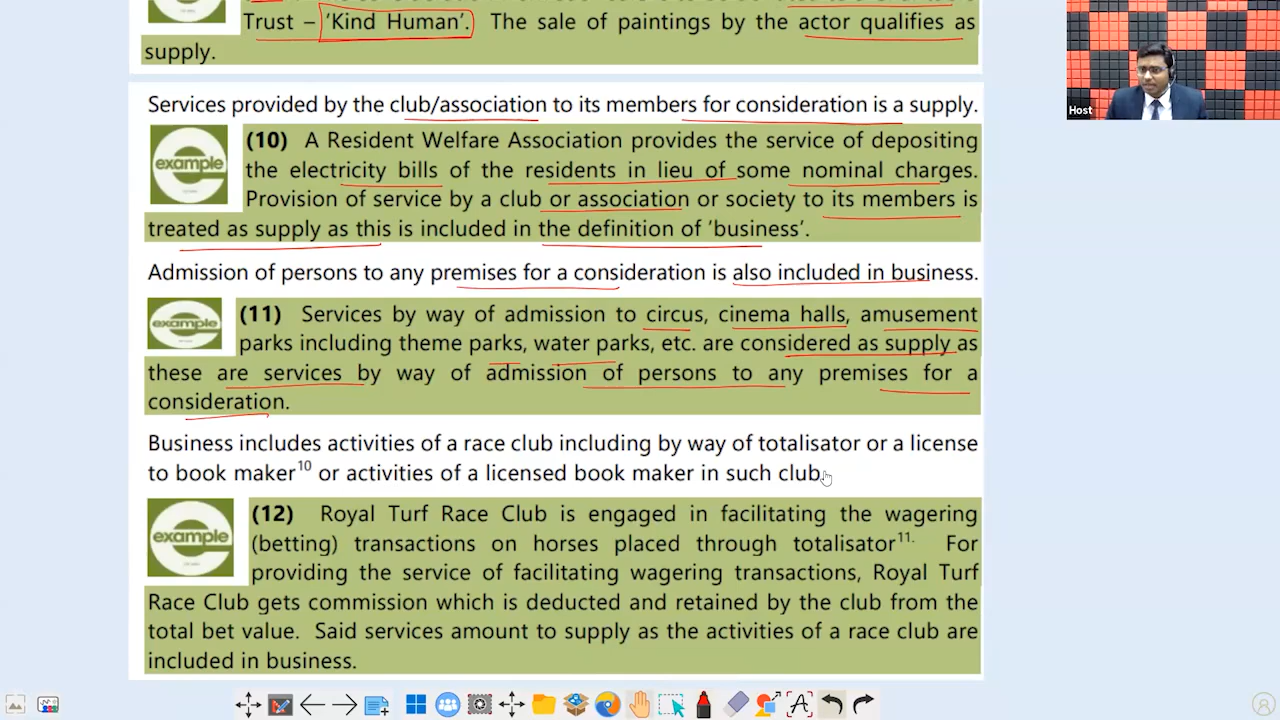 Trust – 'Kind Human'. The sale of paintings by the actor qualifies as
supply.
Host
Services provided by the club/association to its members for consideration is a supply.
example
(10) A Resident Welfare Association provides the service of depositing
the electricity bills of the residents in lieu of some nominal charges.
Provision of service by a club or association or society to its members is
treated as supply as this is included in the definition of 'business'.
Admission of persons to any premises for a consideration is also included in business.
example
(11) Services by way of admission to circus, cinema halls, amusement
parks including theme parks, water parks, etc. are considered as supply as
these are services by way of admission of persons to any premises for a
consideration.
Business includes activities of a race club including by way of totalisator or a license
to book maker10 or activities of a licensed book maker in such club.
example
(12) Royal Turf Race Club is engaged in facilitating the wagering
(betting) transactions on horses placed through totalisator11. For
providing the service of facilitating wagering transactions, Royal Turf
Race Club gets commission which is deducted and retained by the club from the
total bet value. Said services amount to supply as the activities of a race club are
included in business.